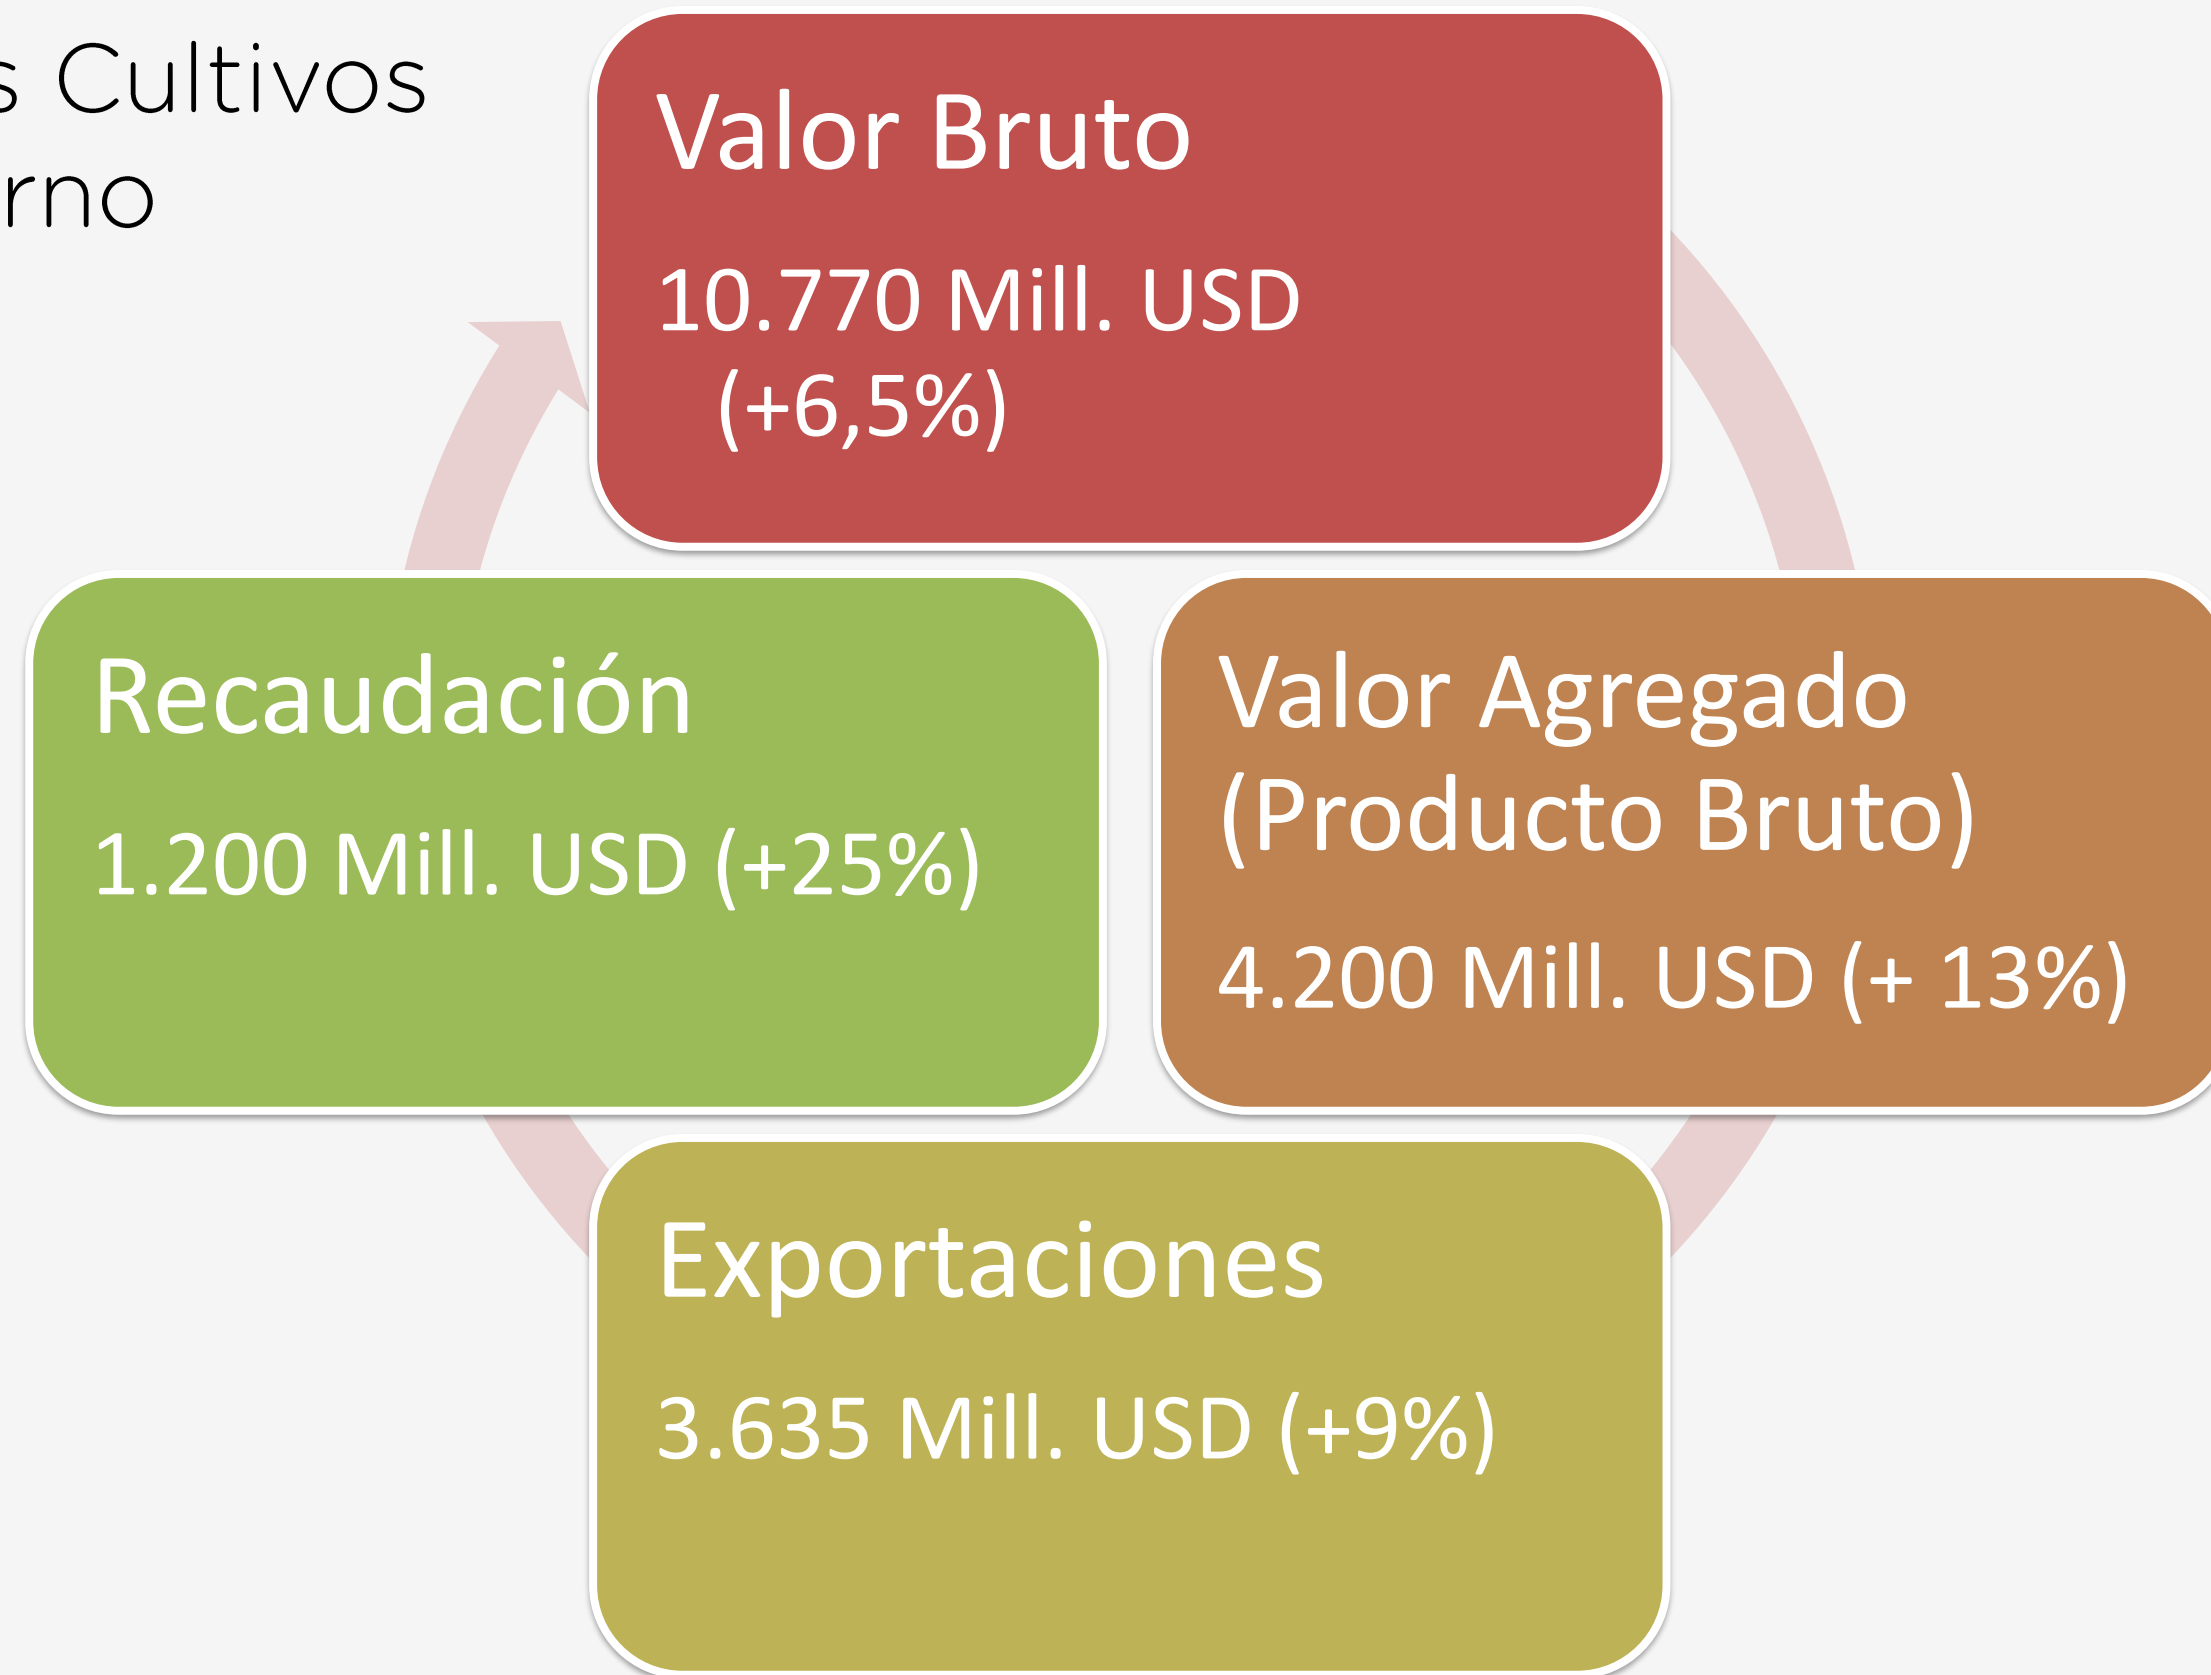 s Cultivos
rno
Valor Bruto
10.770 Mill. USD
(+6,5%)
Recaudación
1.200 Mill. USD (+25%)
Valor Agregado
(Producto Bruto)
4.200 Mill. USD (+ 13%)
Exportaciones
3.635 Mill. USD (+9%)